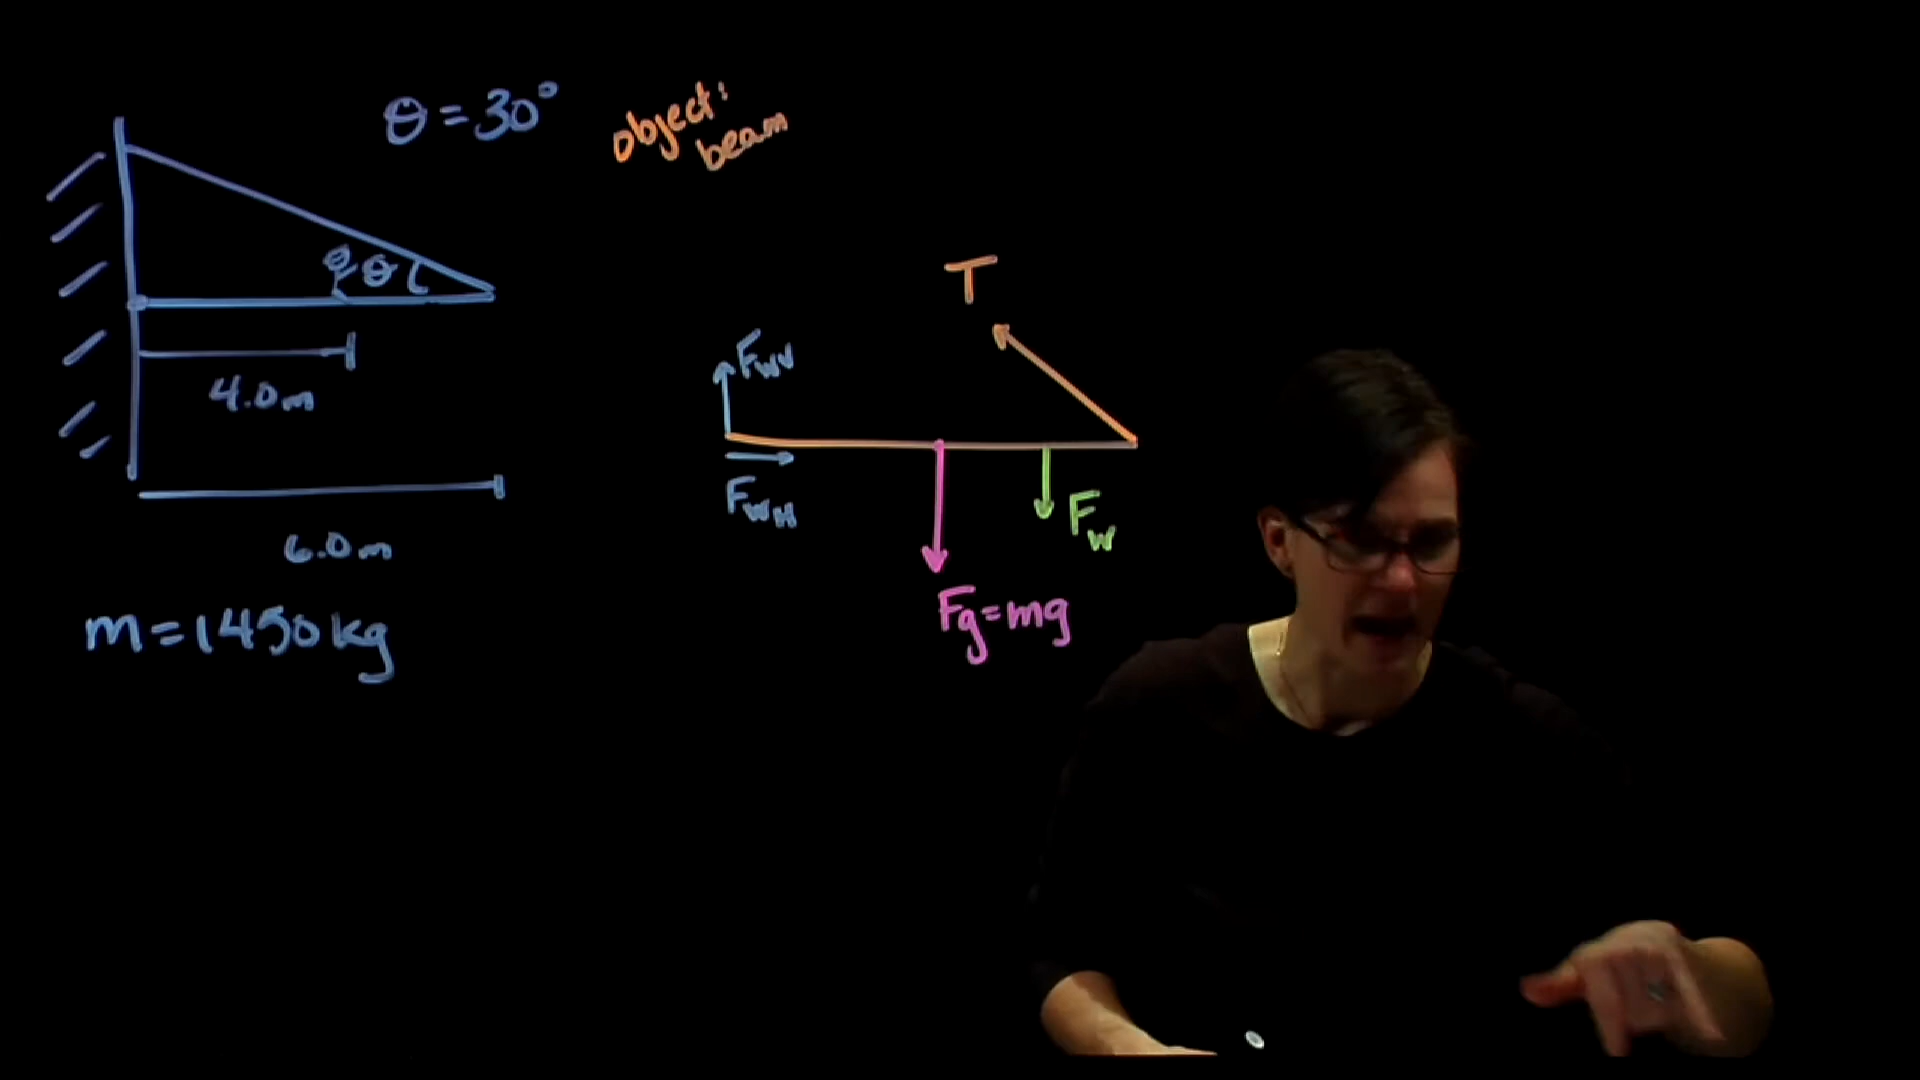 θ = 30°
object:
beam
θ
θ
4.0m
6.0m
m = 1450kg
T
FWV
FWH
FW
Fg = mg